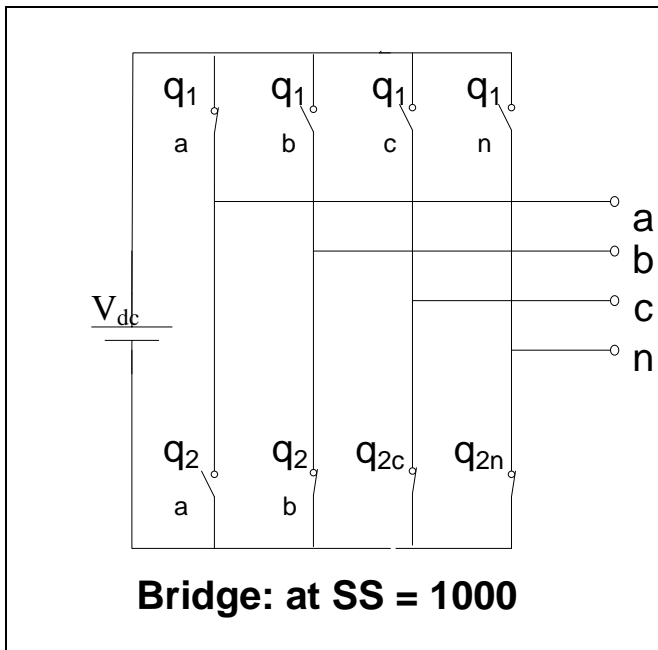 q1 q1 q1 q1
a b c n
a
b
c
n
Vdc
q2 q2 q2c q2n
a b
Bridge: at SS = 1000